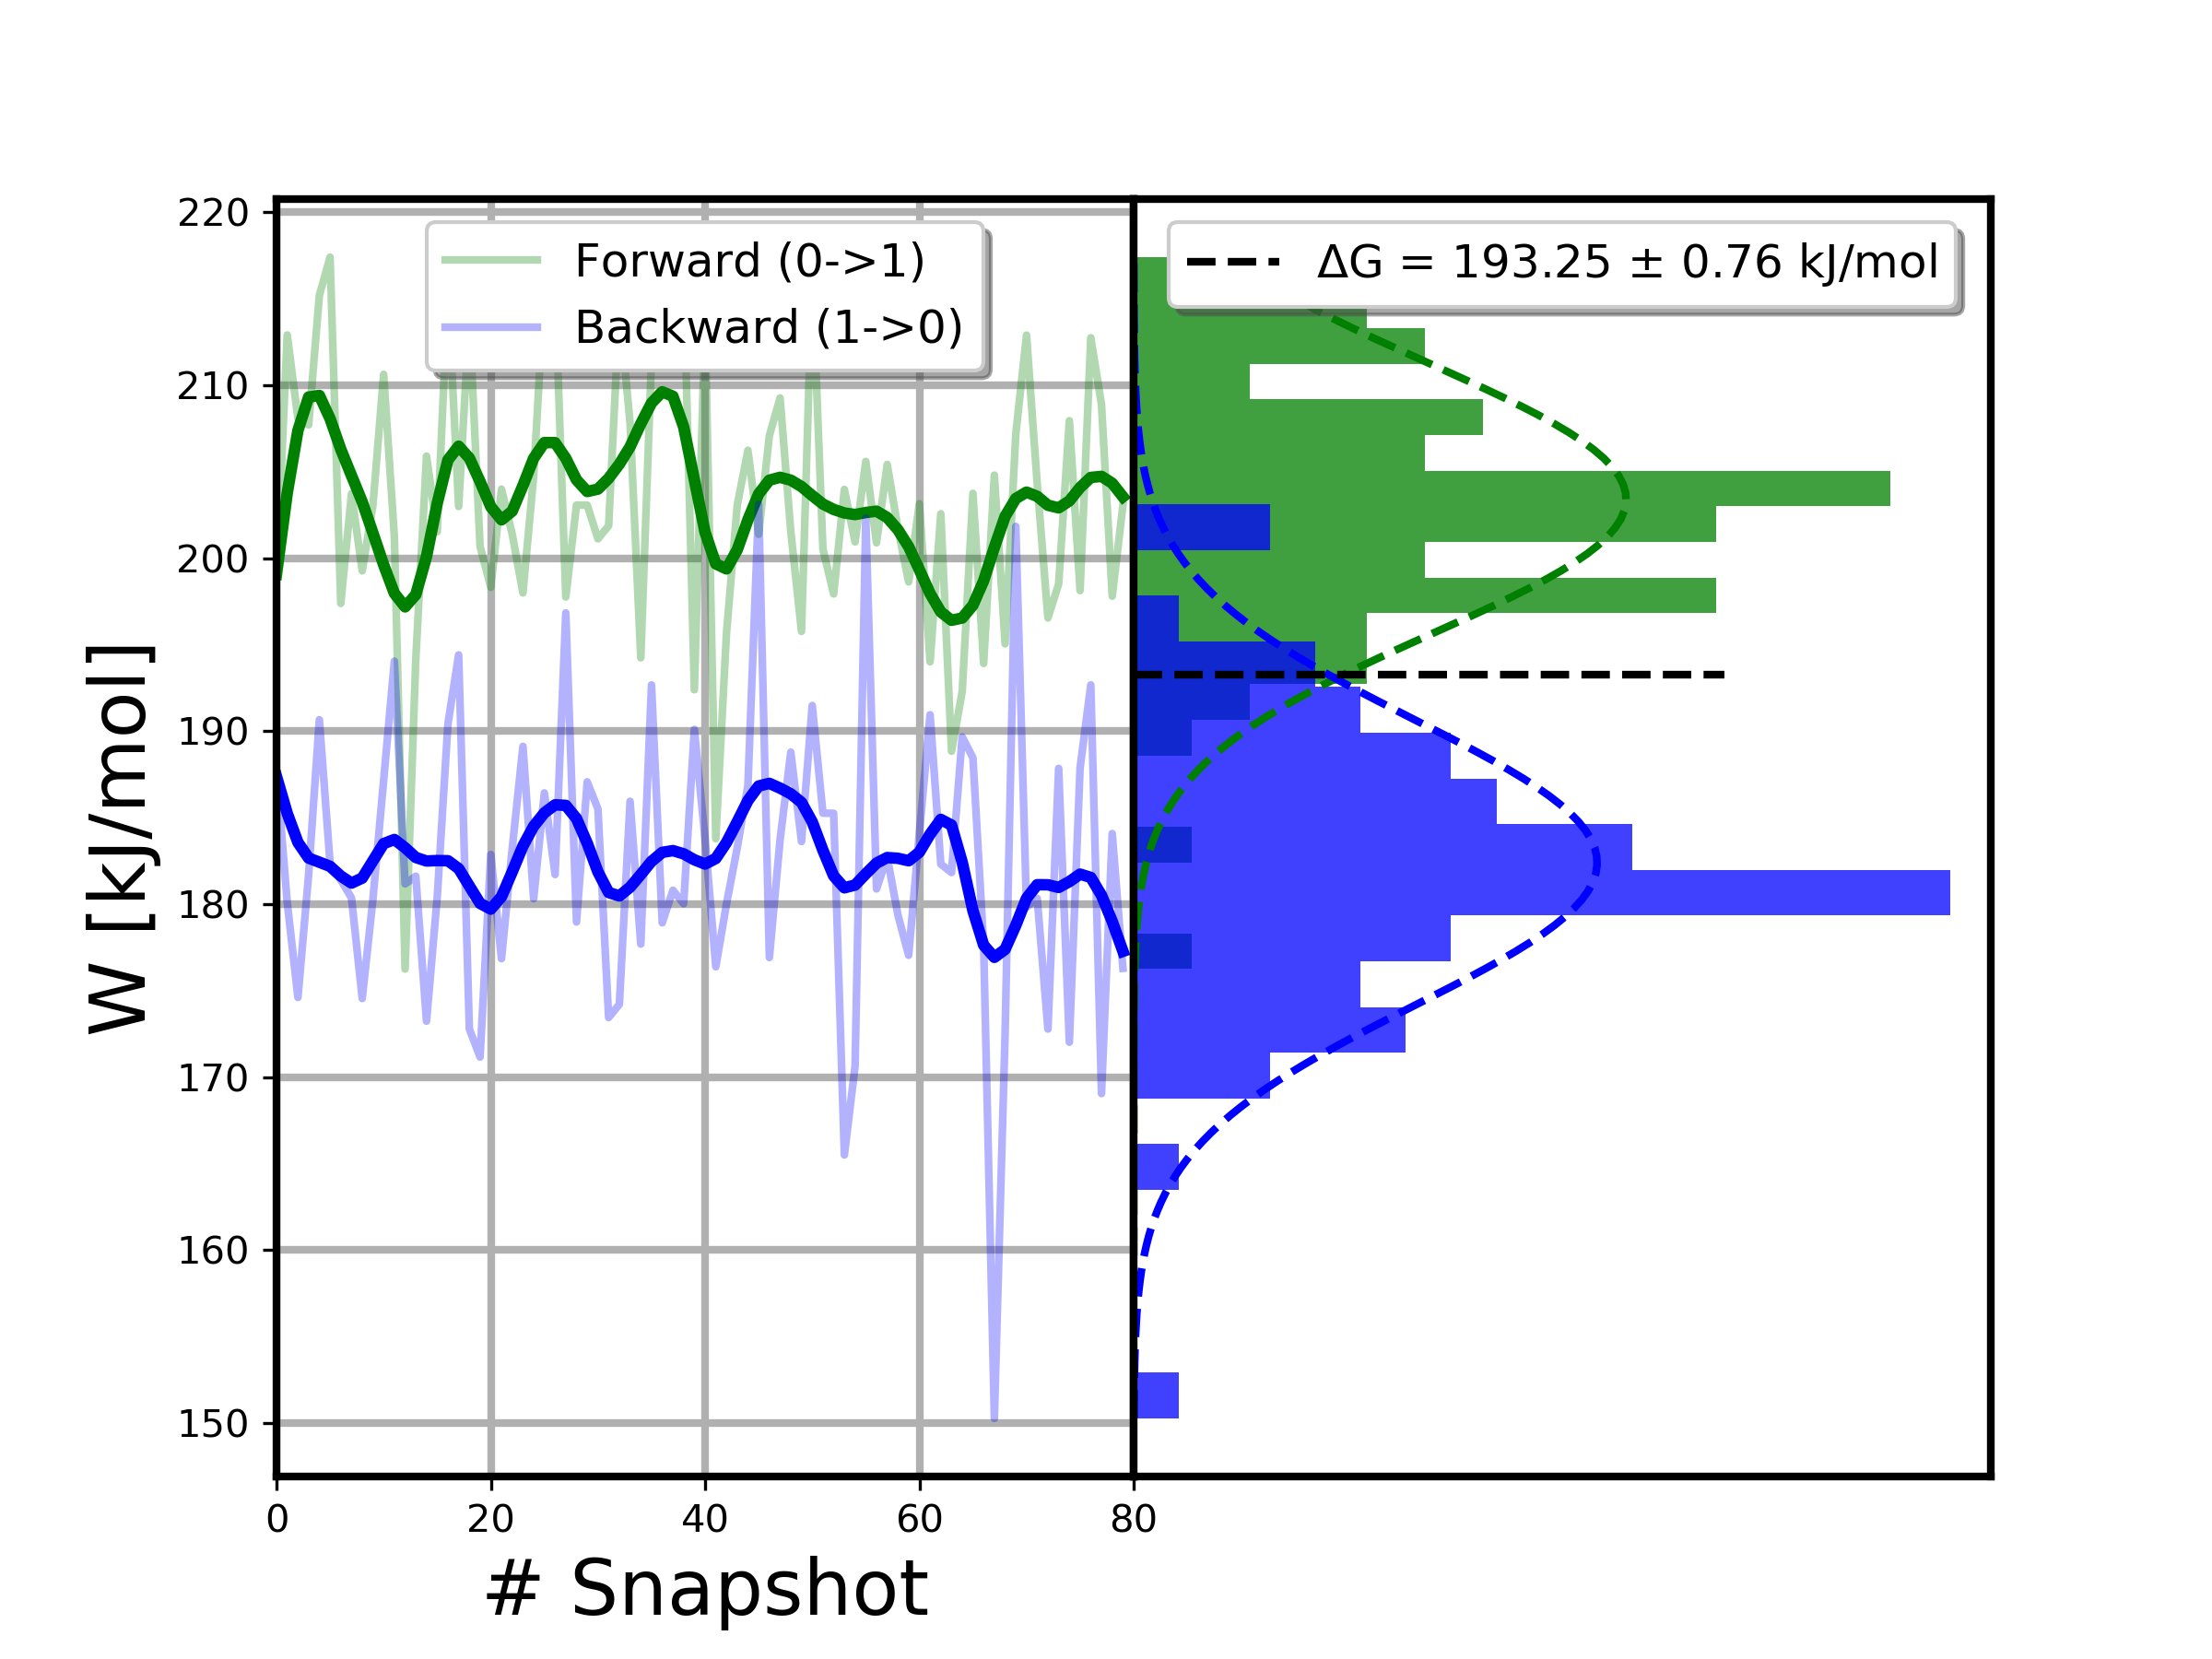 Forward (0->1)
Backward (1->0)
ΔG = 193.25 ± 0.76 kJ/mol
220
210
200
190
180
170
160
150
W [kJ/mol]
0 20 40 60 80
# Snapshot